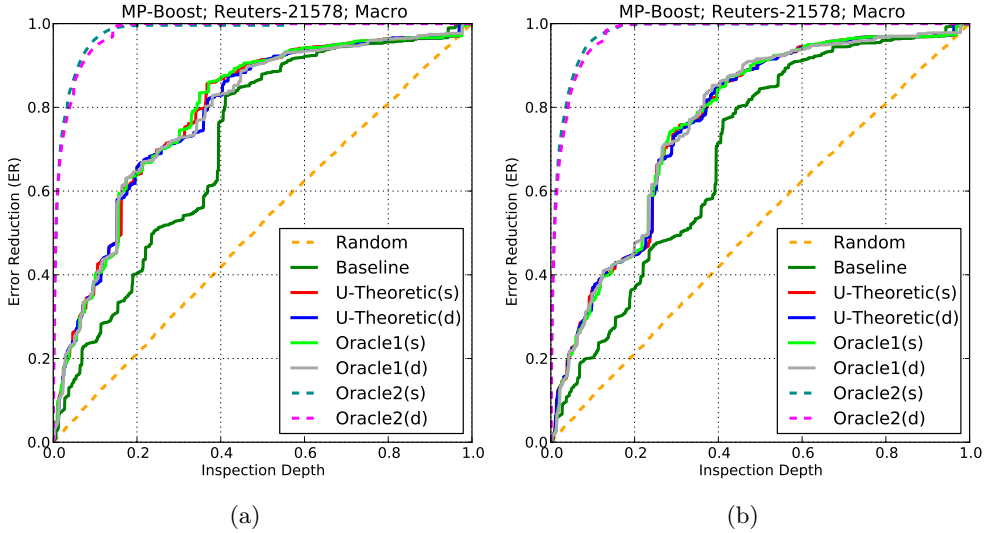 MP-Boost; Reuters-21578; Macro
1.0
0.8
0.6
0.4
0.2
0.0
Error Reduction (ER)
0.0 0.2 0.4 0.6 0.8 1.0
Inspection Depth
Random
Baseline
U-Theoretic(s)
U-Theoretic(d)
Oracle1(s)
Oracle1(d)
Oracle2(s)
Oracle2(d)
(a)
MP-Boost; Reuters-21578; Macro
1.0
0.8
0.6
0.4
0.2
0.0
Error Reduction (ER)
0.0 0.2 0.4 0.6 0.8 1.0
Inspection Depth
Random
Baseline
U-Theoretic(s)
U-Theoretic(d)
Oracle1(s)
Oracle1(d)
Oracle2(s)
Oracle2(d)
(b)